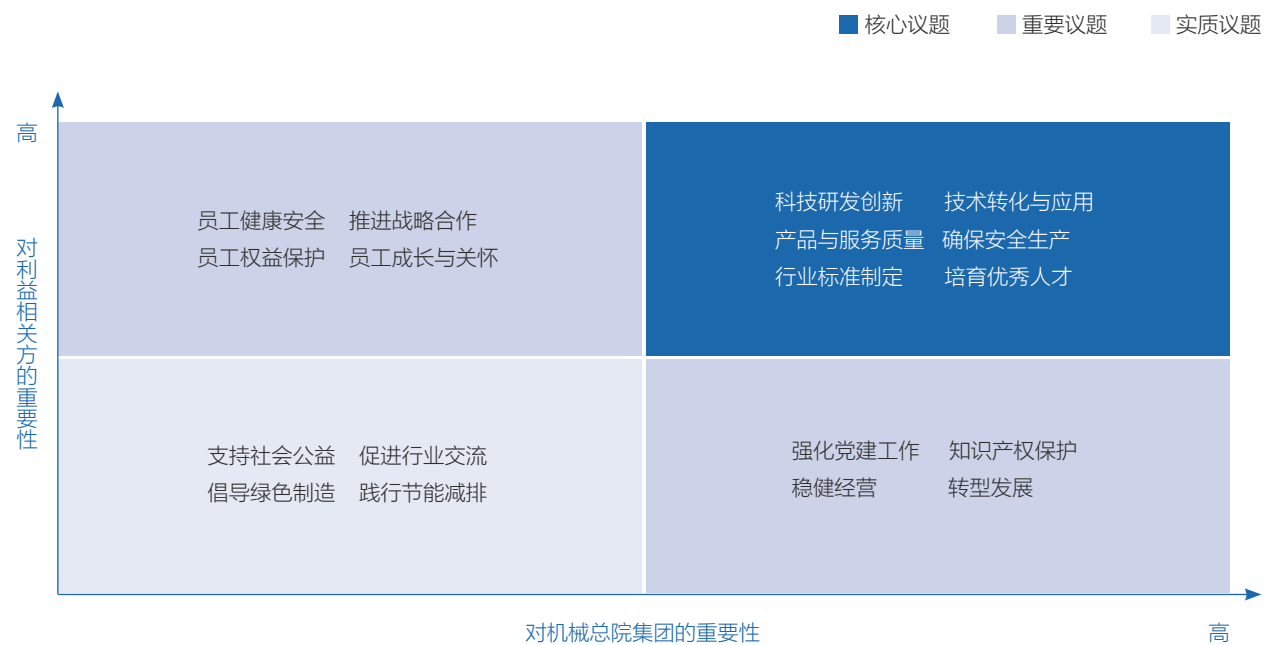 核心议题 重要议题 实质议题
高
对利益相关方的重要性
员工健康安全 推进战略合作
员工权益保护 员工成长与关怀
科技研发创新 技术转化与应用
产品与服务质量 确保安全生产
行业标准制定 培育优秀人才
支持社会公益 促进行业交流
倡导绿色制造 践行节能减排
强化党建工作 知识产权保护
稳健经营 转型发展
对机械总院集团的重要性 高